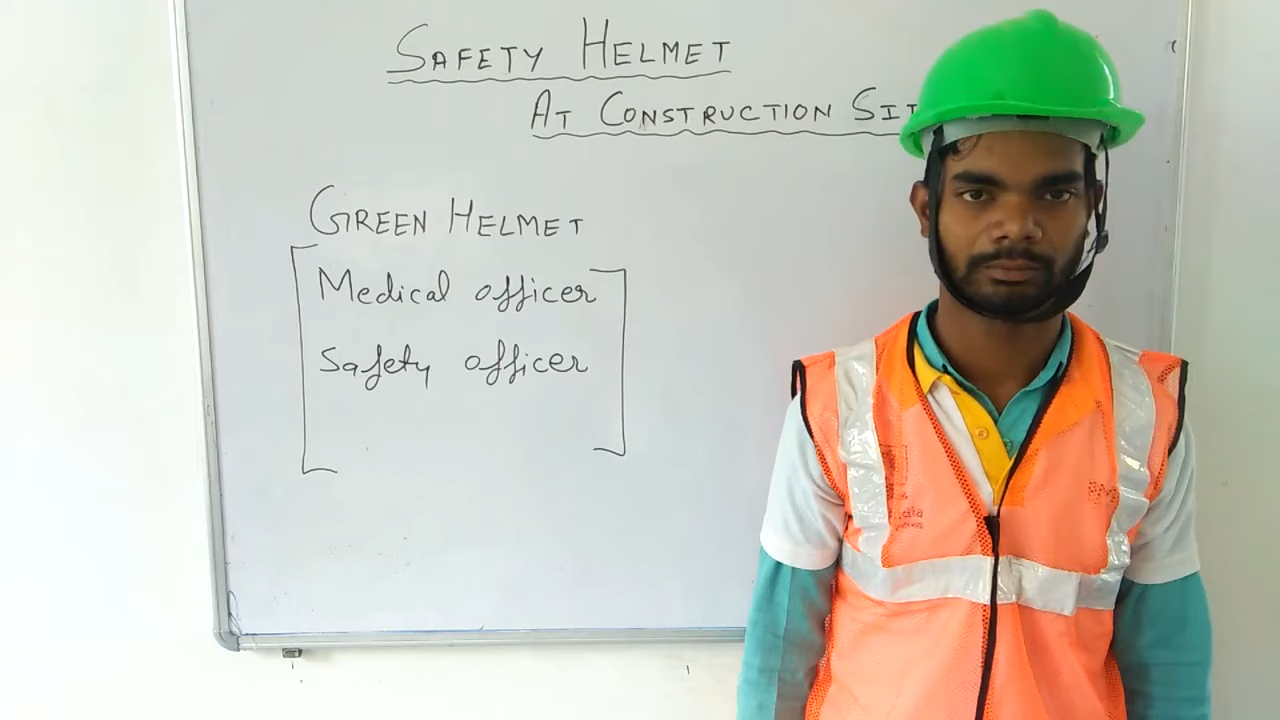 SAFETY HELMET
AT CONSTRUCTION SIT
GREEN HELMET
Medical officer
Safety officer